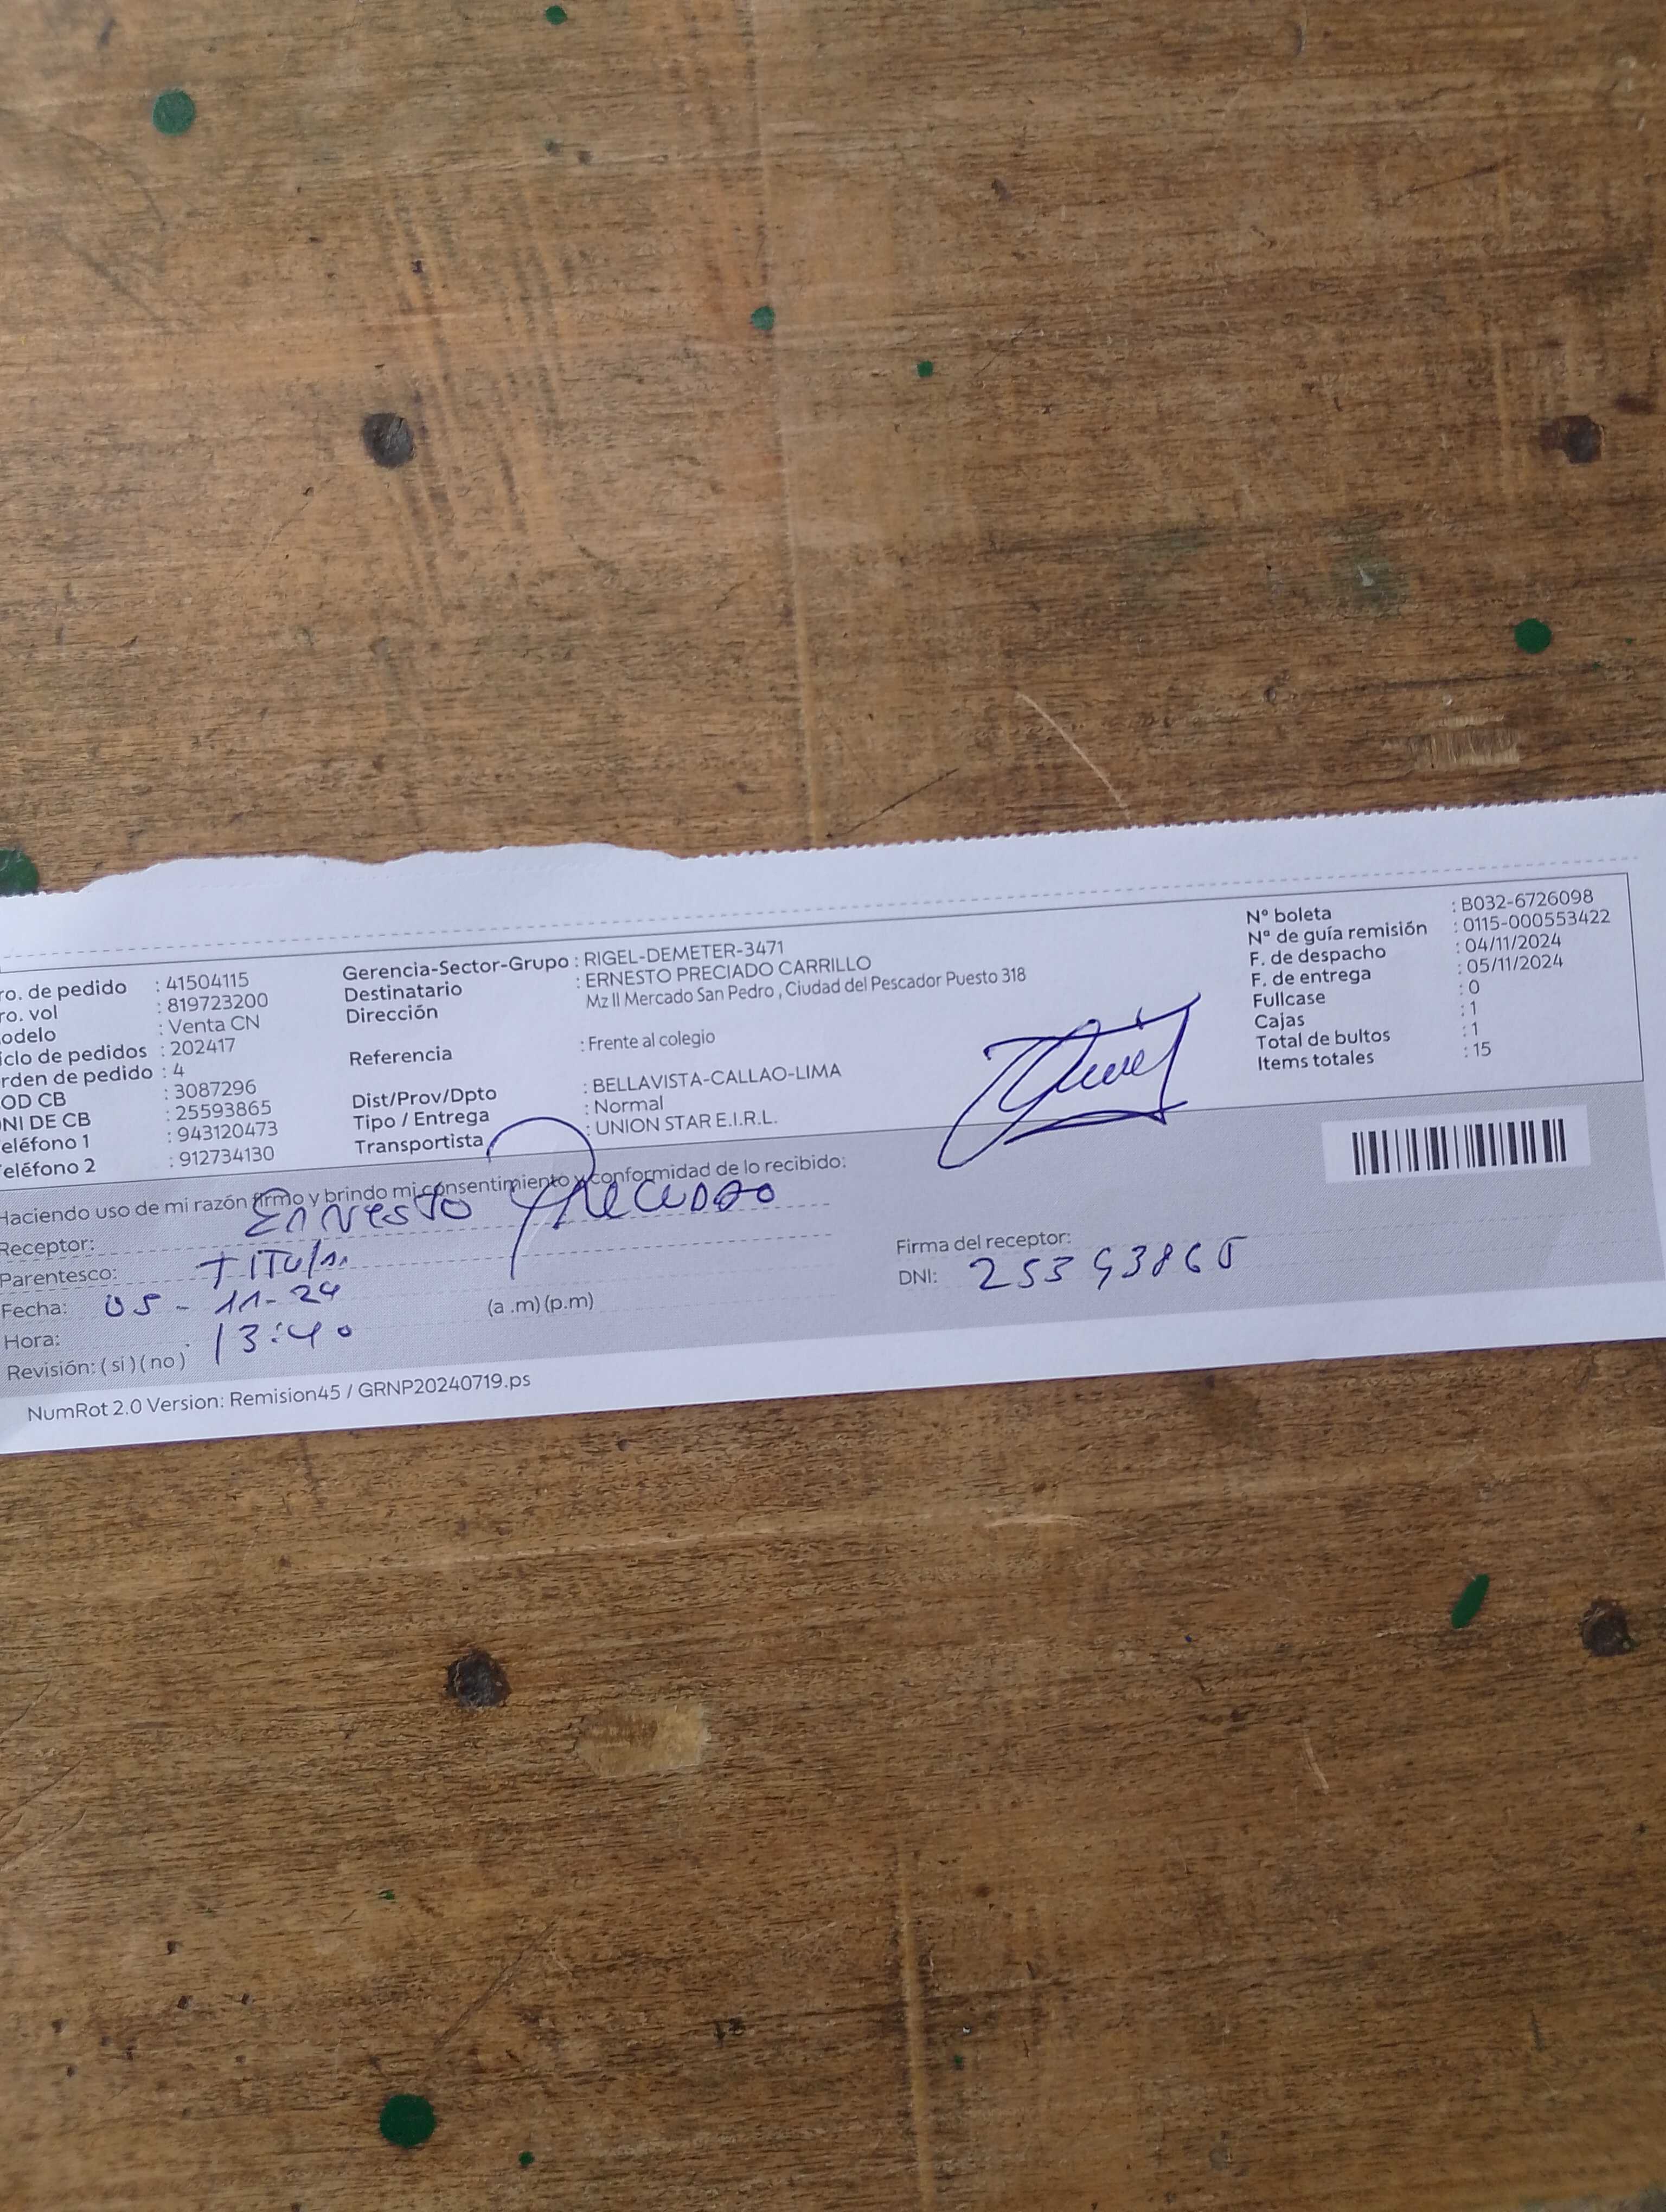 ro. de pedido : 41504115
ro. vol : 819723200
odelo : Venta CN
iclo de pedidos : 202417
rden de pedido : 4
OD CB : 3087296
NI DE CB : 25593865
eléfono 1 : 943120473
eléfono 2 : 912734130
Gerencia-Sector-Grupo : RIGEL-DEMETER-3471
Destinatario : ERNESTO PRECIADO CARRILLO
Dirección Mz II Mercado San Pedro , Ciudad del Pescador Puesto 318
Referencia : Frente al colegio
Dist/Prov/Dpto : BELLAVISTA-CALLAO-LIMA
Tipo / Entrega : Normal
Transportista : UNION STAR E.I.R.L.
N° boleta : B032-6726098
N° de guía remisión : 0115-000553422
F. de despacho : 04/11/2024
F. de entrega : 05/11/2024
Fullcase : 0
Cajas : 1
Total de bultos : 1
Items totales : 15
Haciendo uso de mi razón firmo y brindo mi consentimiento y conformidad de lo recibido:
Receptor: Ernesto Preciado
Parentesco: TITULAR
Fecha: 05-11-24
Hora: 13:40 (a .m) (p.m)
Revisión: ( si ) ( no )
Firma del receptor:
DNI: 25593865
NumRot 2.0 Version: Remision45 / GRNP20240719.ps